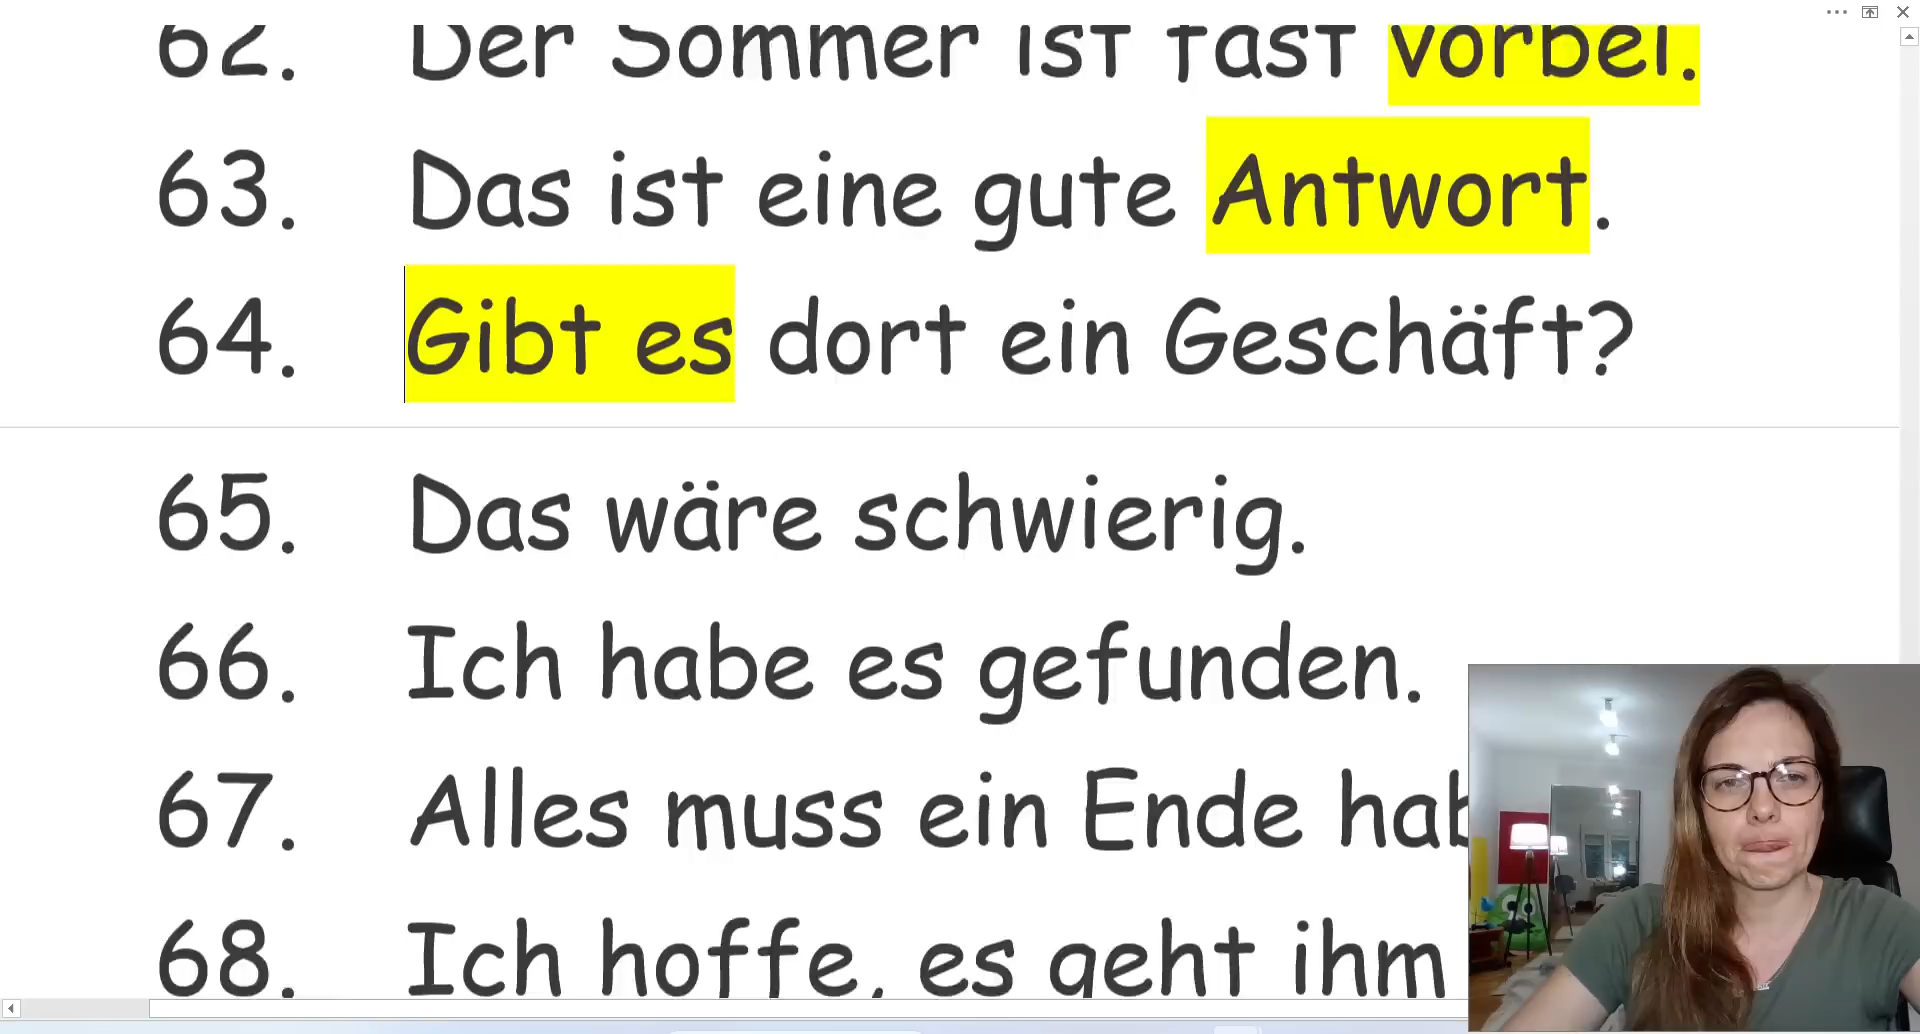 62. Der Sommer ist fast vorbei.
63. Das ist eine gute Antwort.
64. Gibt es dort ein Geschäft?
65. Das wäre schwierig.
66. Ich habe es gefunden.
67. Alles muss ein Ende
68. Ich hoffe, es geht ihm